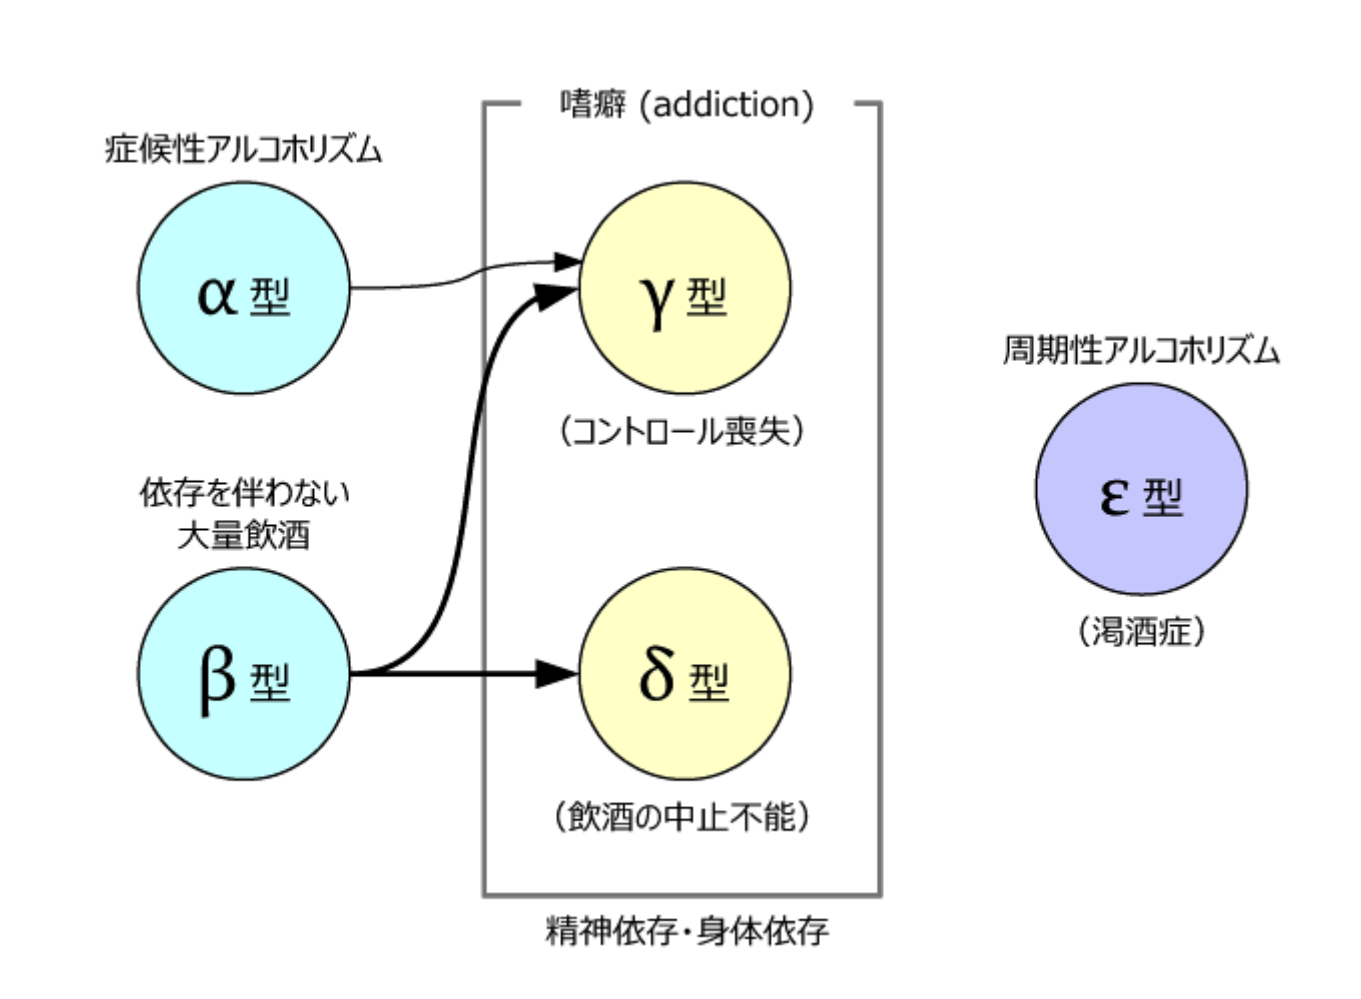 嗜癖 (addiction)
症候性アルコホリズム
α 型
γ 型
（コントロール喪失）
依存を伴わない
大量飲酒
β 型
δ 型
（飲酒の中止不能）
精神依存・身体依存
周期性アルコホリズム
ε 型
（渇酒症）